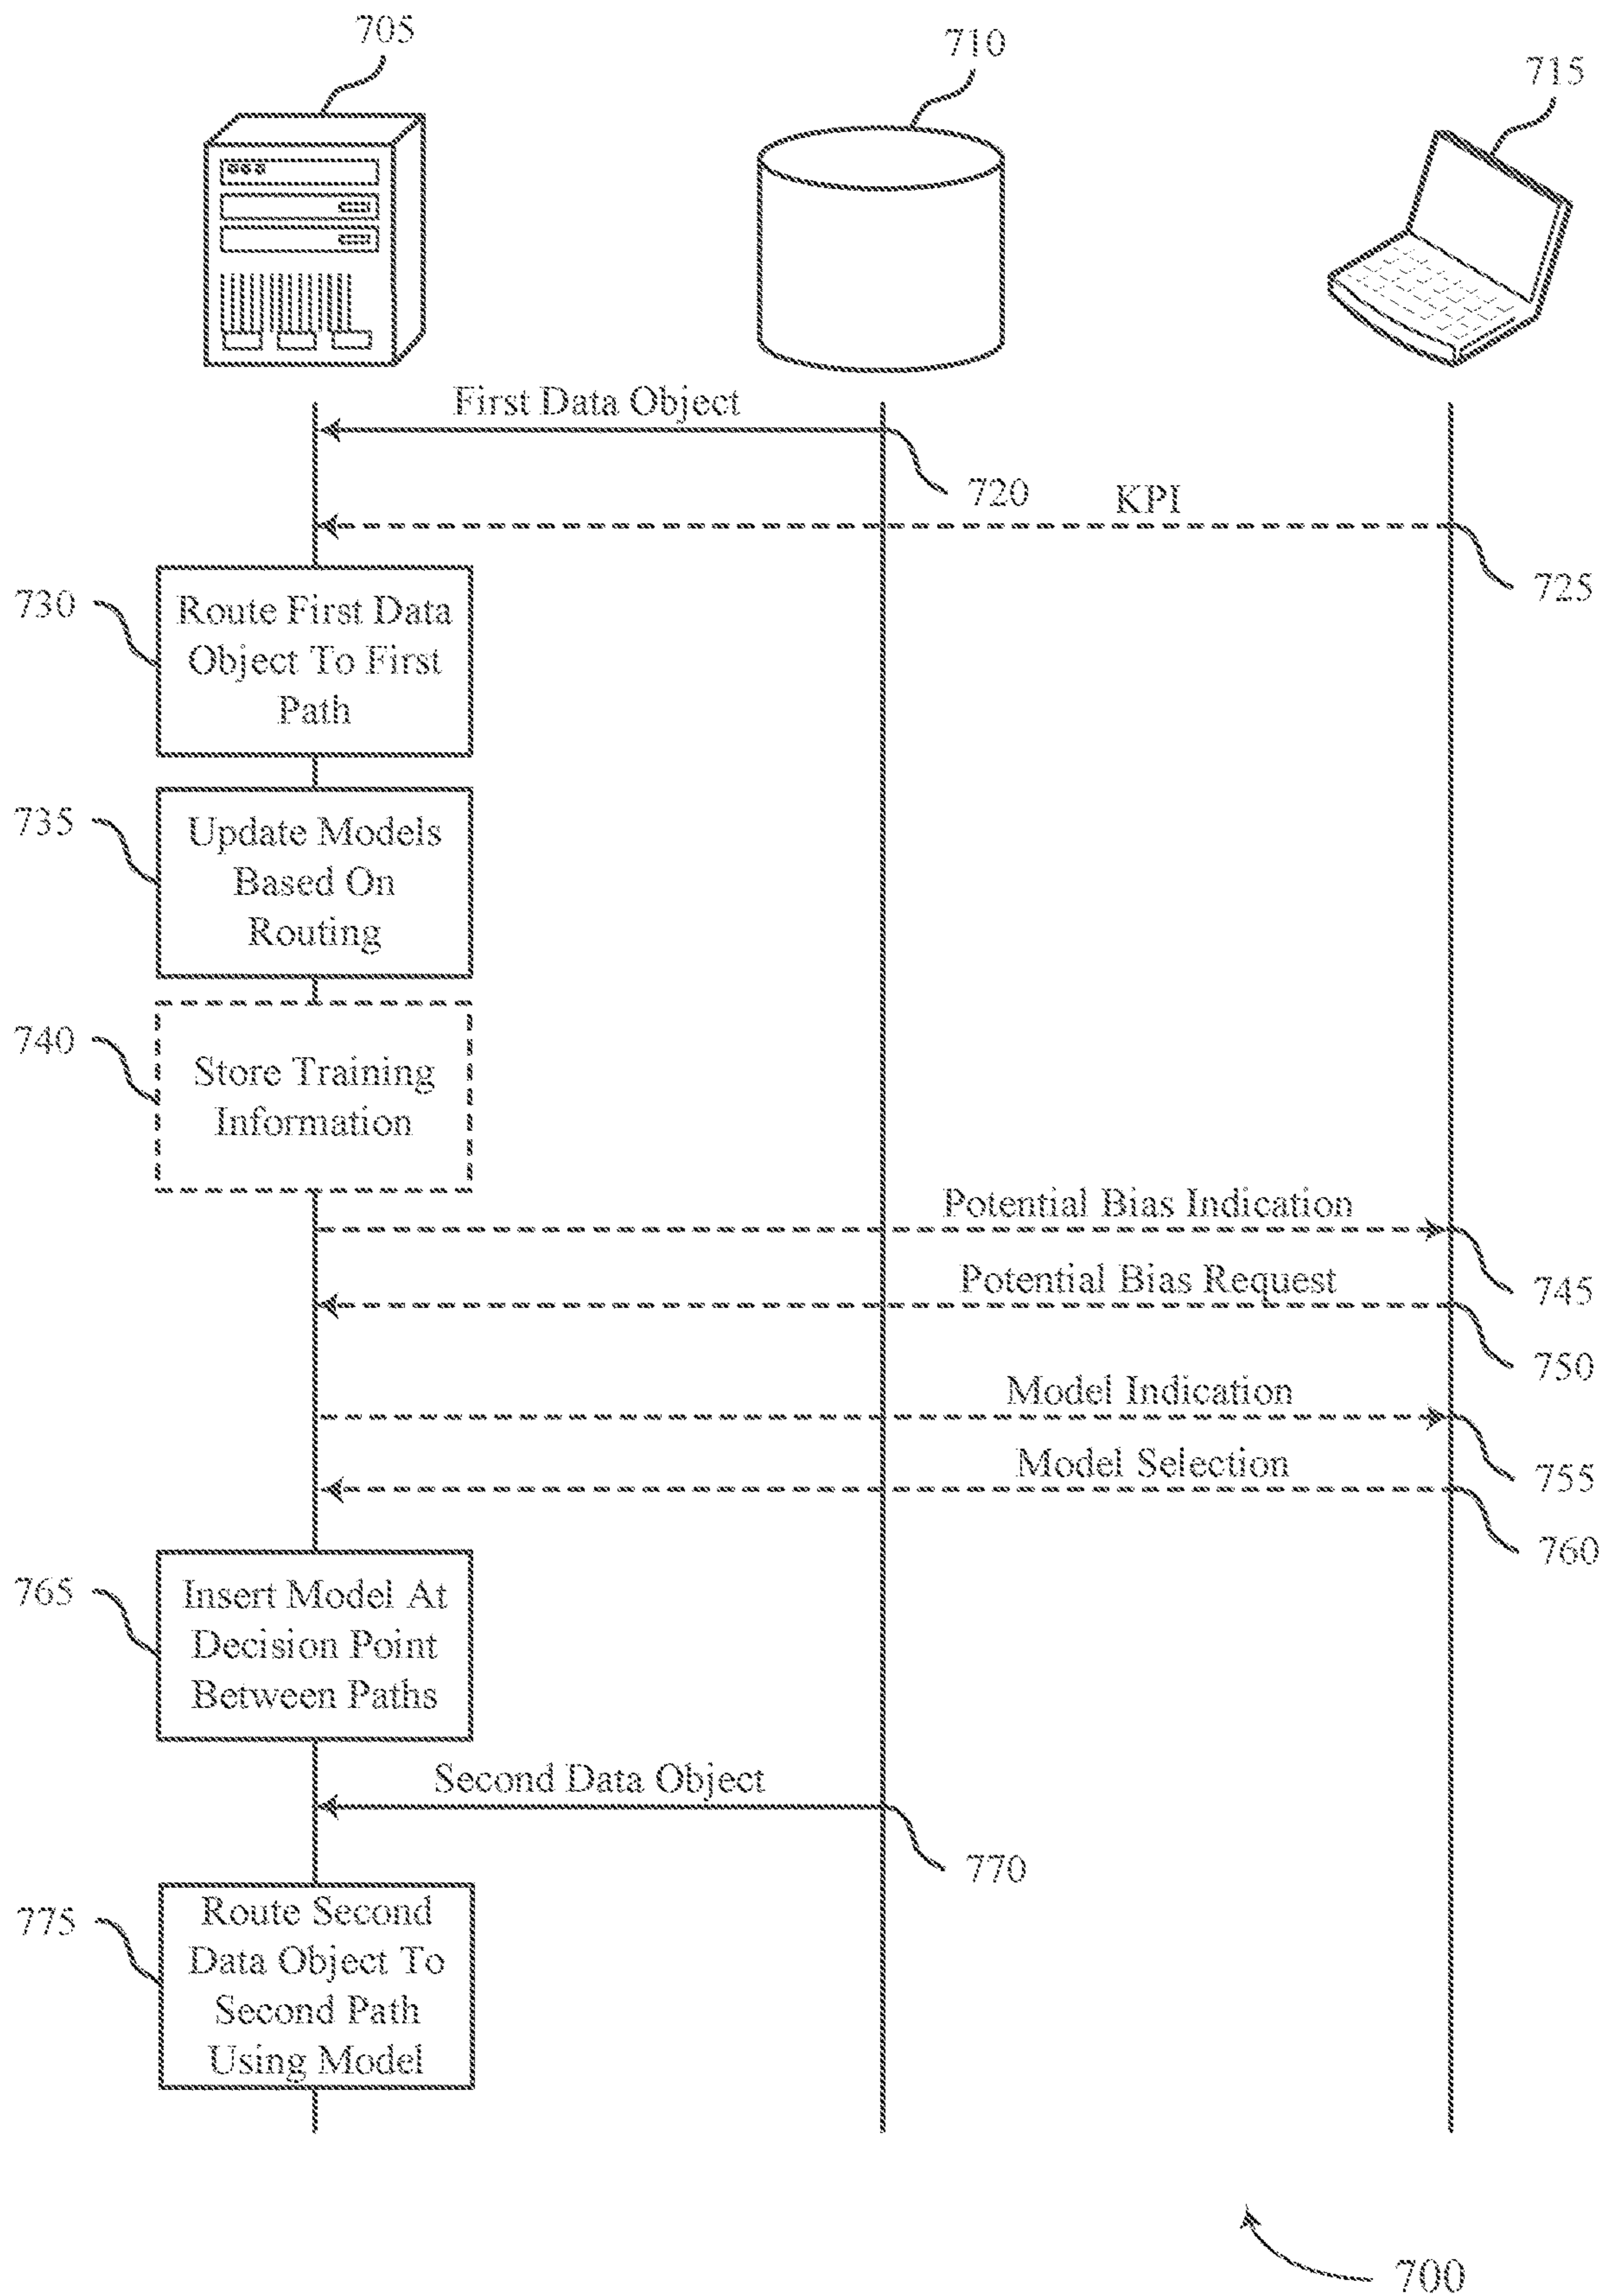 705
710
715
First Data Object
720
KPI
725
730
Route First Data
Object To First
Path
735
Update Models
Based On
Routing
740
Store Training
Information
Potential Bias Indication
745
Potential Bias Request
750
Model Indication
755
Model Selection
760
765
Insert Model At
Decision Point
Between Paths
Second Data Object
770
775
Route Second
Data Object To
Second Path
Using Model
700